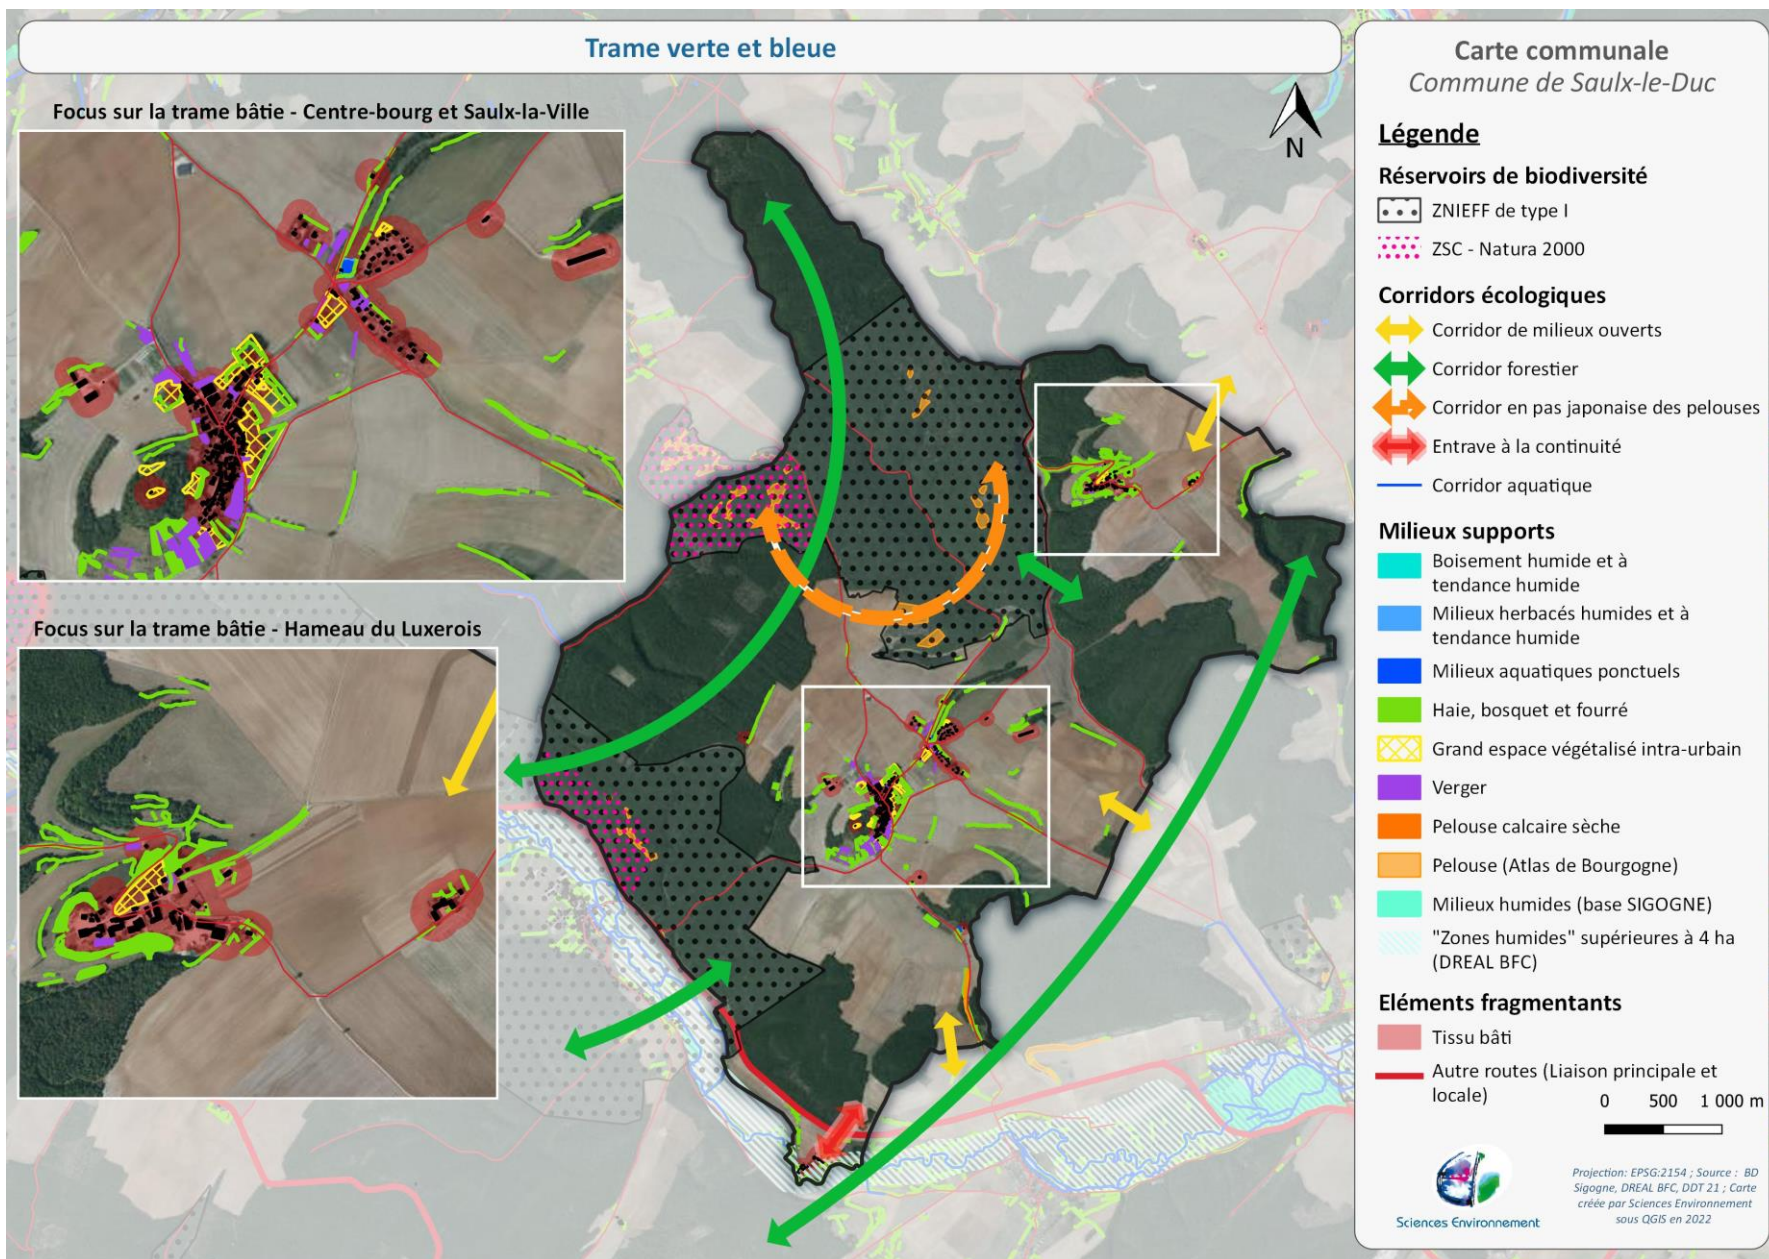 Trame verte et bleue
Focus sur la trame bâtie - Centre-bourg et Saulx-la-Ville
Focus sur la trame bâtie - Hameau du Luxerois
N
Carte communale
Commune de Saulx-le-Duc
Légende
Réservoirs de biodiversité
ZNIEFF de type I
ZSC - Natura 2000
Corridors écologiques
Corridor de milieux ouverts
Corridor forestier
Corridor en pas japonaise des pelouses
Entrave à la continuité
Corridor aquatique
Milieux supports
Boisement humide et à
tendance humide
Milieux herbacés humides et à
tendance humide
Milieux aquatiques ponctuels
Haie, bosquet et fourré
Grand espace végétalisé intra-urbain
Verger
Pelouse calcaire sèche
Pelouse (Atlas de Bourgogne)
Milieux humides (base SIGOGNE)
"Zones humides" supérieures à 4 ha
(DREAL BFC)
Eléments fragmentants
Tissu bâti
Autre routes (Liaison principale et
locale)
0 500 1 000 m
Sciences Environnement
Projection: EPSG:2154 ; Source : BD
Sigogne, DREAL BFC, DDT 21 ; Carte
créée par Sciences Environnement
sous QGIS en 2022